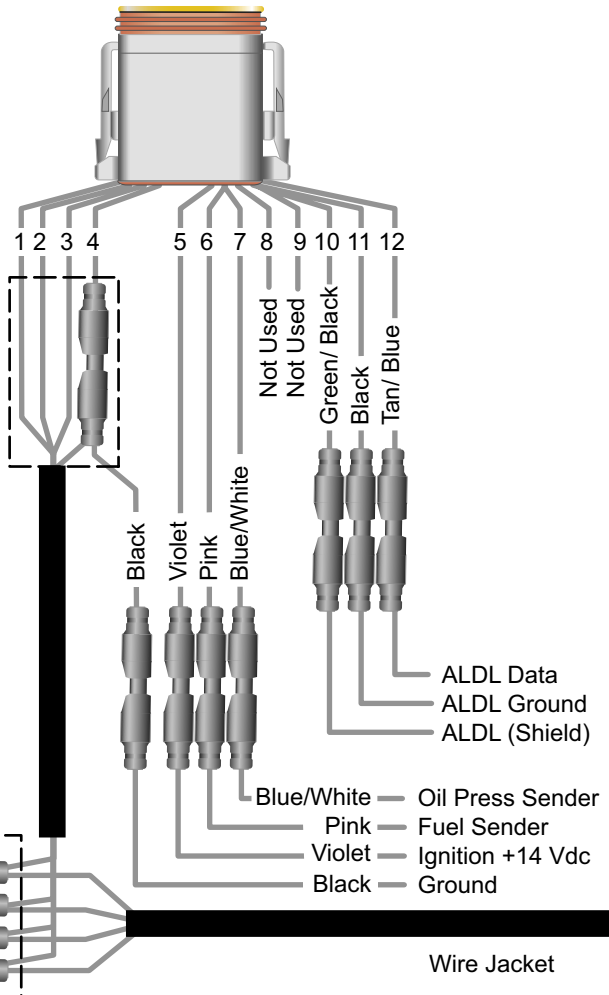 1 2 3 4 5 6 7 8 9 10 11 12
Not Used
Not Used
Green/ Black
Black
Tan/ Blue
Black
Violet
Pink
Blue/White
ALDL Data
ALDL Ground
ALDL (Shield)
Blue/White Oil Press Sender
Pink Fuel Sender
Violet Ignition +14 Vdc
Black Ground
Wire Jacket